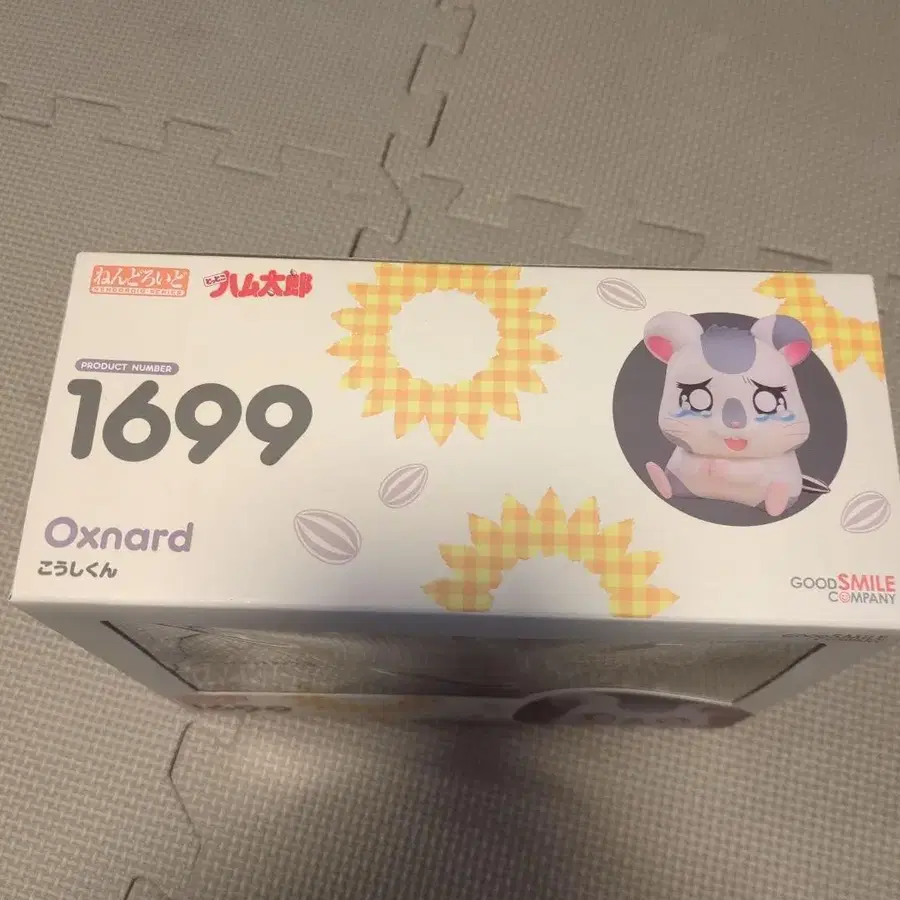 ねんどろいど
NENDOROID SERIES
とっとこ
ハム太郎
PRODUCT NUMBER
1699
Oxnard
こうしくん
GOOD SMILE
COMPANY